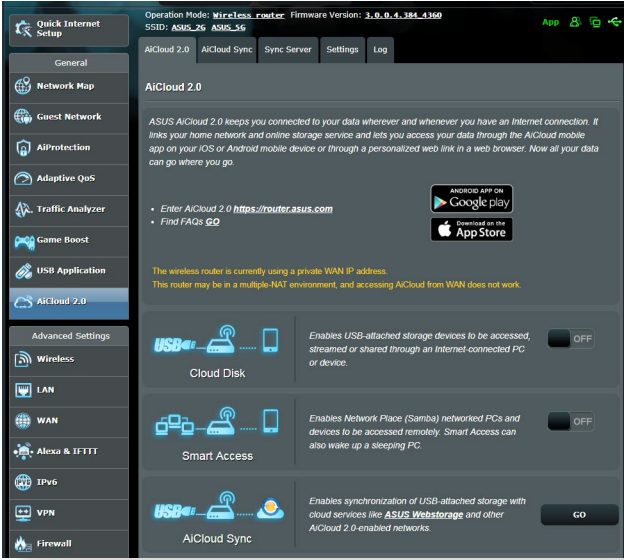 Quick Internet
Setup
Operation Mode: Wireless router Firmware Version: 3.0.0.4.384_4360
SSID: ASUS_2G ASUS_5G
App
AiCloud 2.0 AiCloud Sync Sync Server Settings Log
General
Network Map
Guest Network
AiProtection
Adaptive QoS
Traffic Analyzer
Game Boost
USB Application
AiCloud 2.0
Advanced Settings
Wireless
LAN
WAN
Alexa & IFTTT
IPv6
VPN
Firewall
AiCloud 2.0
ASUS AiCloud 2.0 keeps you connected to your data wherever and whenever you have an Internet connection. It
links your home network and online storage service and lets you access your data through the AiCloud mobile
app on your iOS or Android mobile device or through a personalized web link in a web browser. Now all your data
can go where you go.
Enter AiCloud 2.0 https://router.asus.com
Find FAQs GO
ANDROID APP ON
Google play
Download on the
App Store
The wireless router is currently using a private WAN IP address.
This router may be in a multiple-NAT environment, and accessing AiCloud from WAN does not work.
USB
Cloud Disk
Enables USB-attached storage devices to be accessed,
streamed or shared through an Internet-connected PC
or device.
OFF
Smart Access
Enables Network Place (Samba) networked PCs and
devices to be accessed remotely. Smart Access can
also wake up a sleeping PC.
OFF
USB
AiCloud Sync
Enables synchronization of USB-attached storage with
cloud services like ASUS Webstorage and other
AiCloud 2.0-enabled networks.
GO